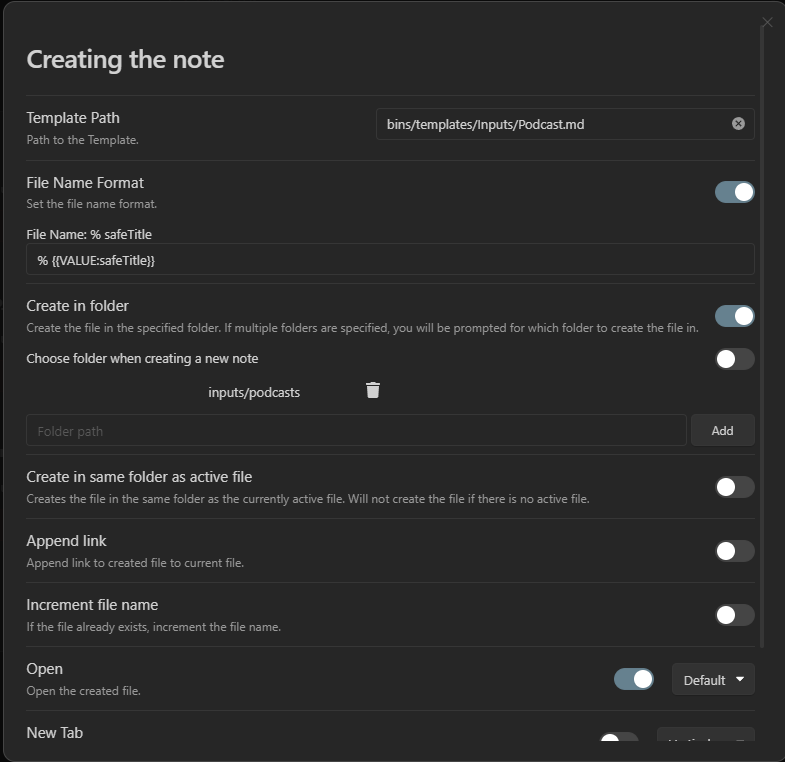 Creating the note
Template Path
Path to the Template.
bins/templates/Inputs/Podcast.md
File Name Format
Set the file name format.
File Name: % safeTitle
% {{VALUE:safeTitle}}
Create in folder
Create the file in the specified folder. If multiple folders are specified, you will be prompted for which folder to create the file in.
Choose folder when creating a new note
inputs/podcasts
Folder path
Add
Create in same folder as active file
Creates the file in the same folder as the currently active file. Will not create the file if there is no active file.
Append link
Append link to created file to current file.
Increment file name
If the file already exists, increment the file name.
Open
Open the created file.
Default
New Tab